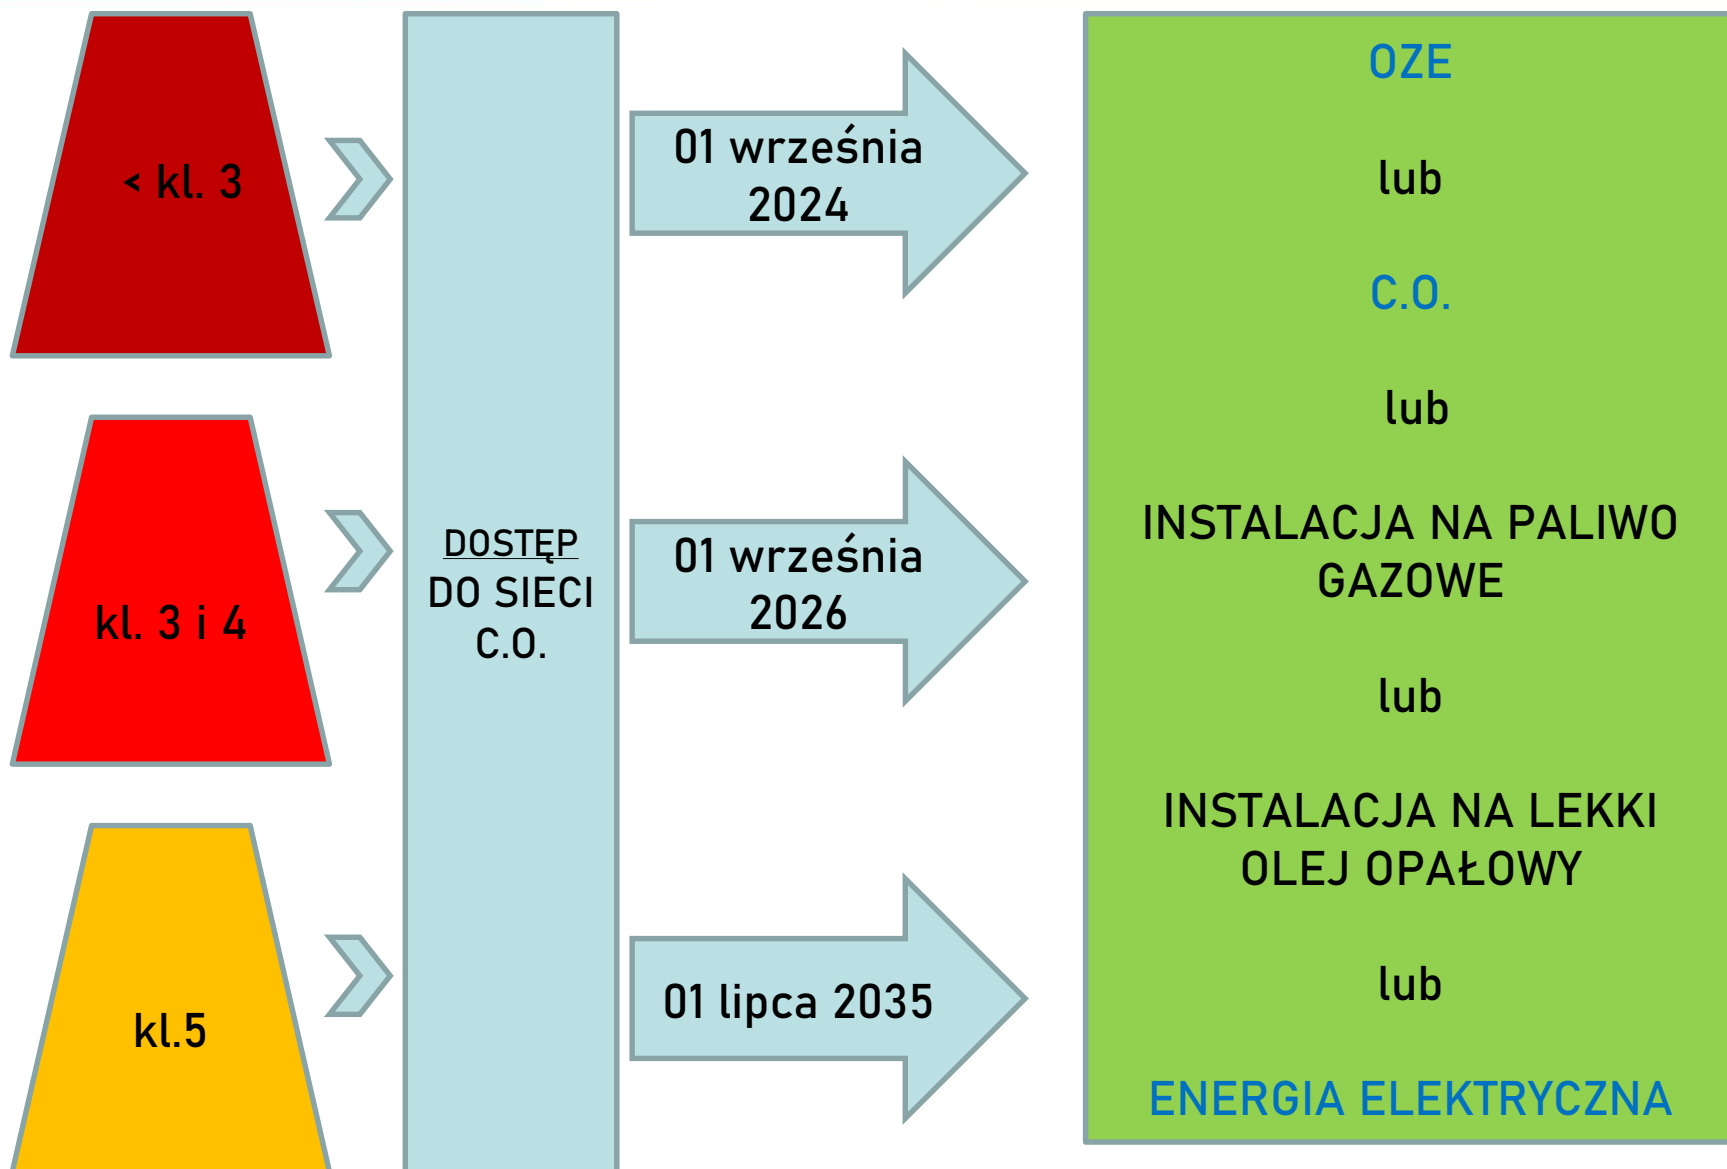 < kl. 3
kl. 3 i 4
kl.5
DOSTĘP
DO SIECI
C.O.
01 września
2024
01 września
2026
01 lipca 2035
OZE
lub
C.O.
lub
INSTALACJA NA PALIWO
GAZOWE
lub
INSTALACJA NA LEKKI
OLEJ OPAŁOWY
lub
ENERGIA ELEKTRYCZNA